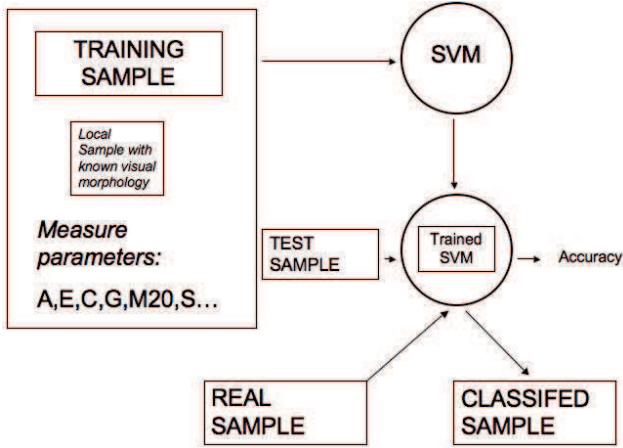 TRAINING
SAMPLE
SVM
Local
Sample with
known visual
morphology
Measure
parameters:
A,E,C,G,M20,S...
TEST
SAMPLE
Trained
SVM
Accuracy
REAL
SAMPLE
CLASSIFED
SAMPLE